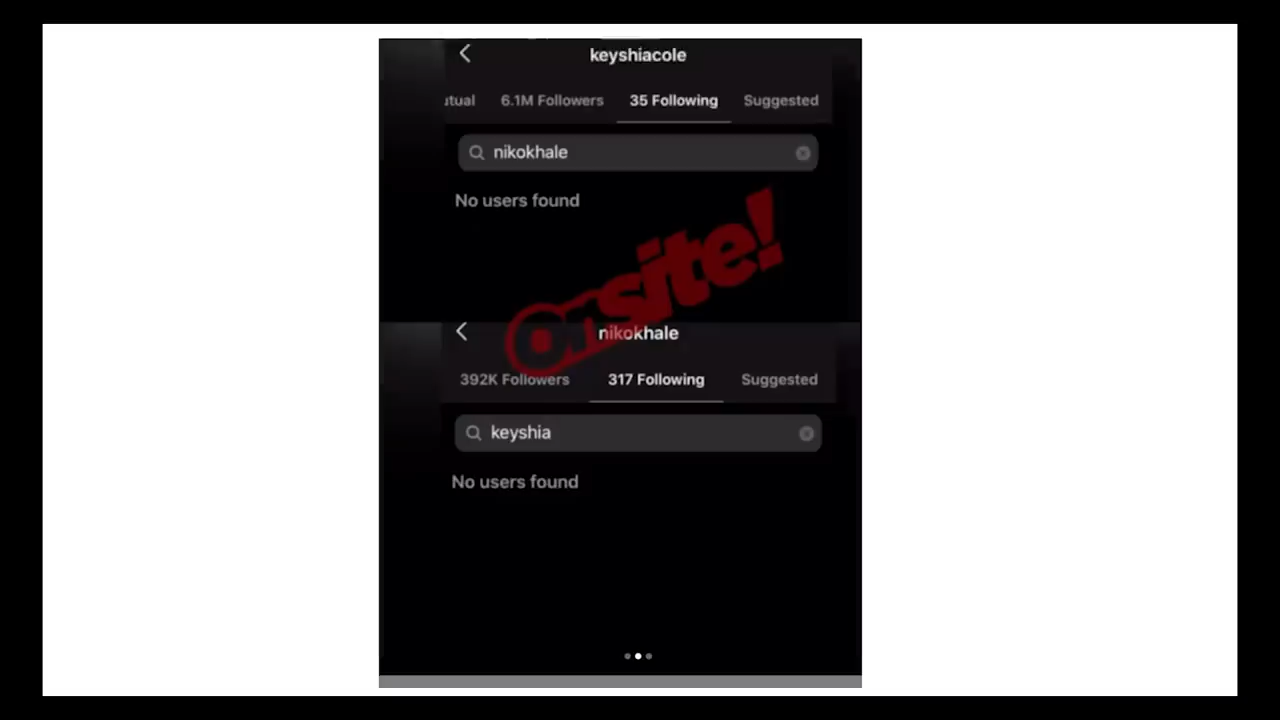 keyshiacole
utual 6.1M Followers 35 Following Suggested
nikokhale
No users found
Onsite!
nikokhale
392K Followers 317 Following Suggested
keyshia
No users found